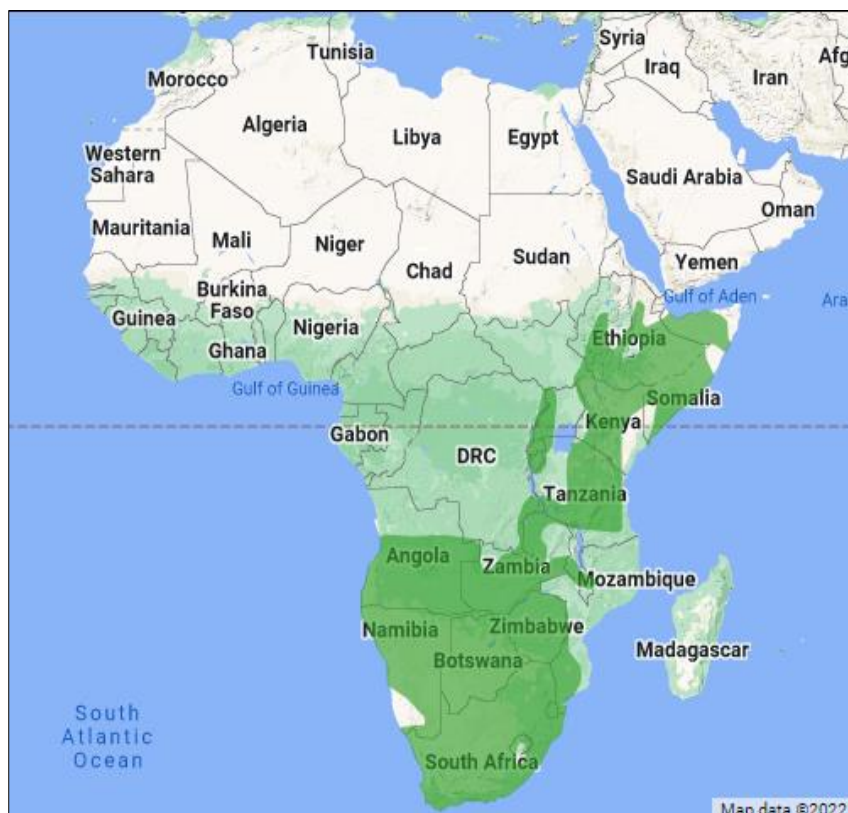 Syria
Tunisia
Iraq
Iran
Afg
Morocco
Algeria
Libya
Egypt
Western
Sahara
Saudi Arabia
Oman
Mauritania
Mali
Niger
Chad
Sudan
Yemen
Burkina
Faso
Gulf of Aden
Ara
Guinea
Nigeria
Ghana
Ethiopia
Gulf of Guinea
Somalia
Kenya
Gabon
DRC
Tanzania
Angola
Zambia
Mozambique
Namibia
Zimbabwe
Botswana
Madagascar
South
Atlantic
Ocean
South Africa
Map data ©2022